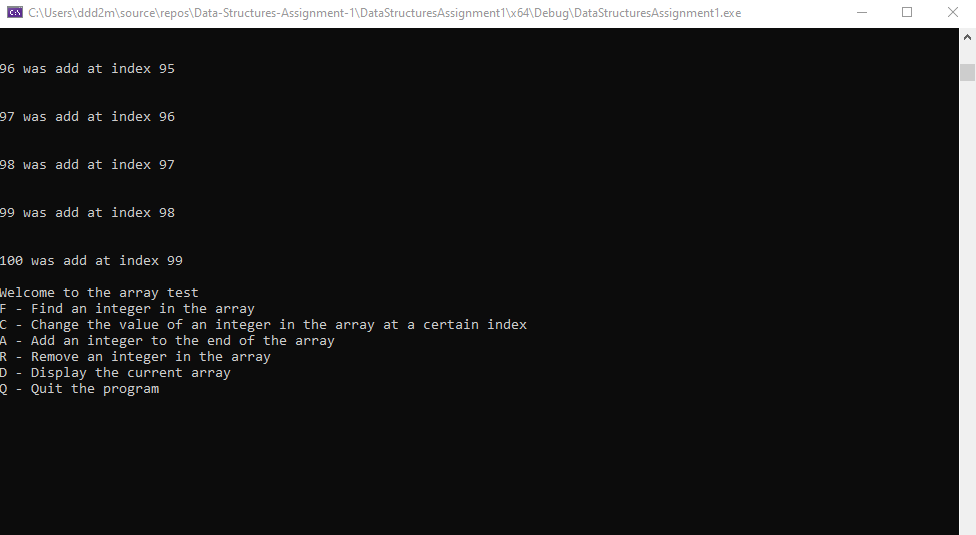 C:\Users\ddd2m\source\repos\Data-Structures-Assignment-1\DataStructuresAssignment1\x64\Debug\DataStructuresAssignment1.exe
96 was add at index 95
97 was add at index 96
98 was add at index 97
99 was add at index 98
100 was add at index 99
Welcome to the array test
F - Find an integer in the array
C - Change the value of an integer in the array at a certain index
A - Add an integer to the end of the array
R - Remove an integer in the array
D - Display the current array
Q - Quit the program